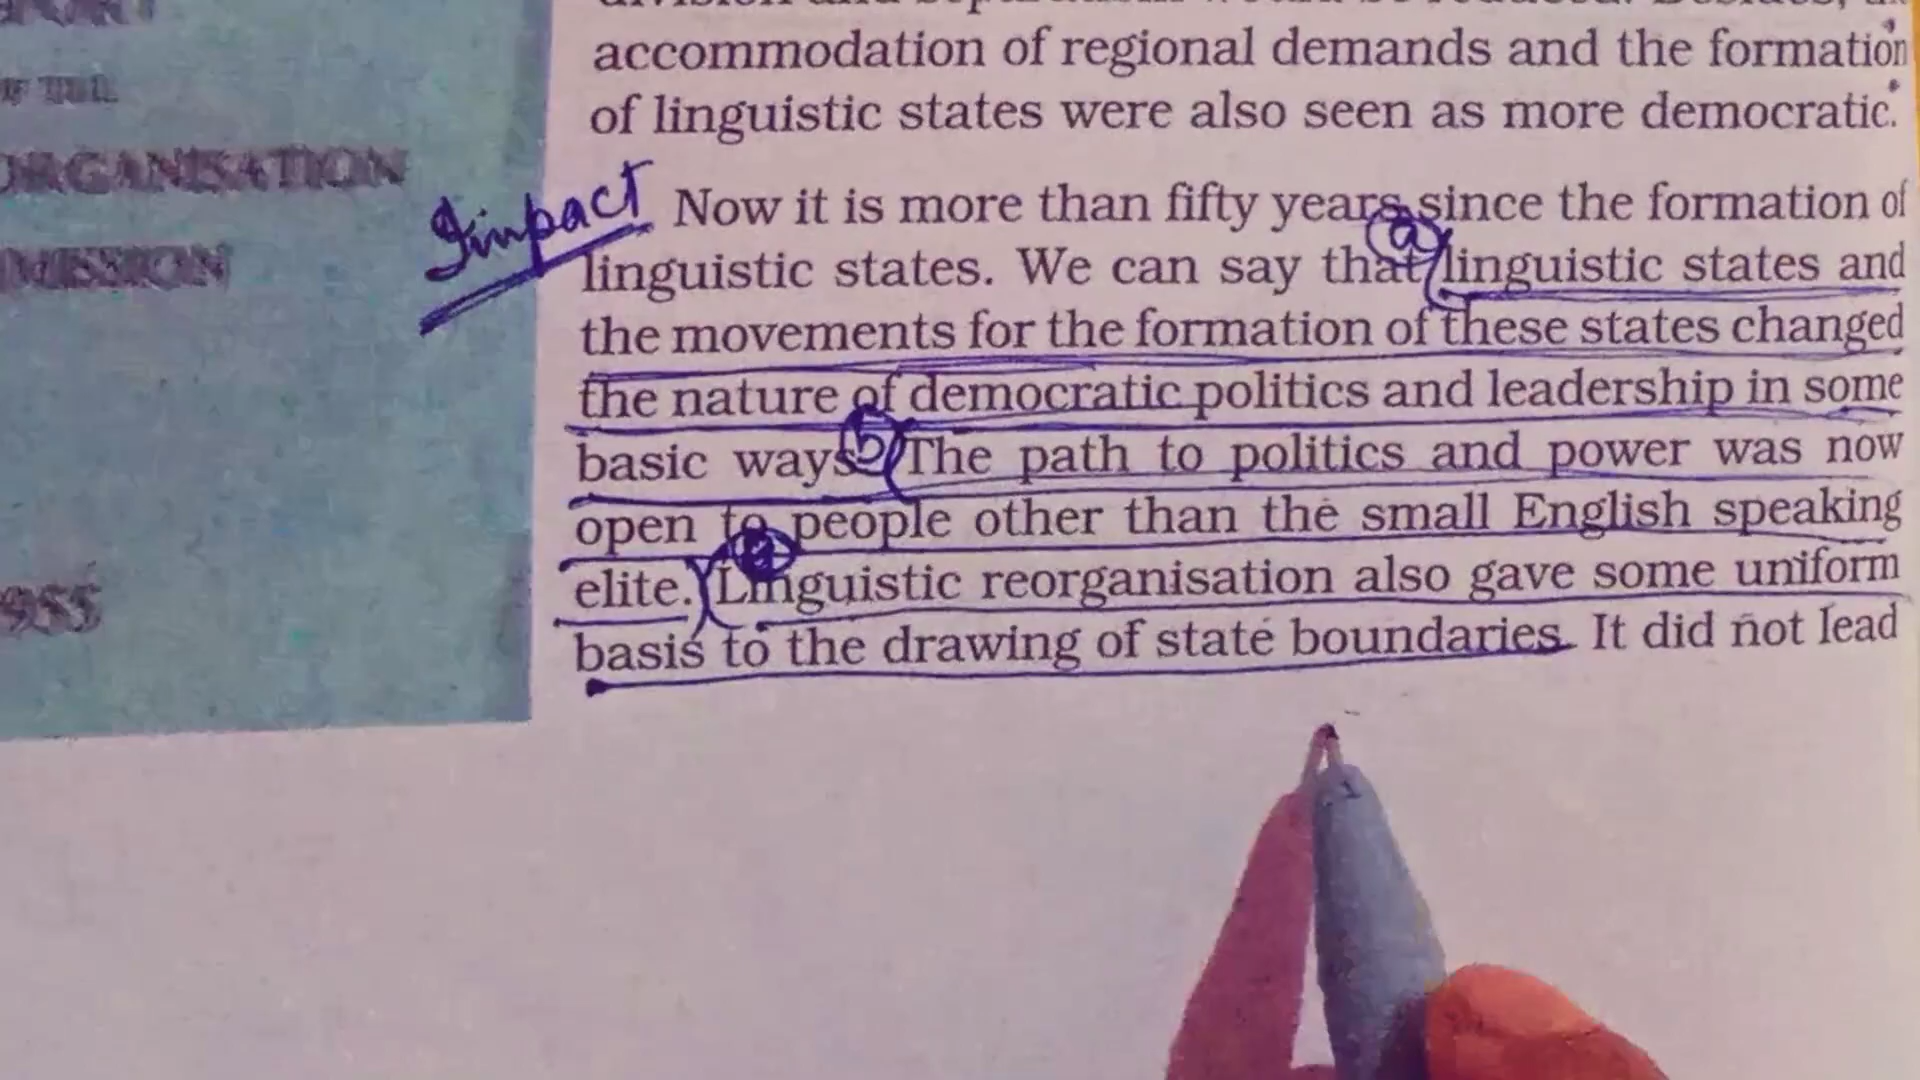 accommodation of regional demands and the formation
of linguistic states were also seen as more democratic.
Impact
Now it is more than fifty years since the formation of
linguistic states. We can say that (a) linguistic states and
the movements for the formation of these states changed
the nature of democratic politics and leadership in some
basic ways. (b) The path to politics and power was now
open to people other than the small English speaking
elite. Linguistic reorganisation also gave some uniform
basis to the drawing of state boundaries. It did not lead
ORGANISATION
1955